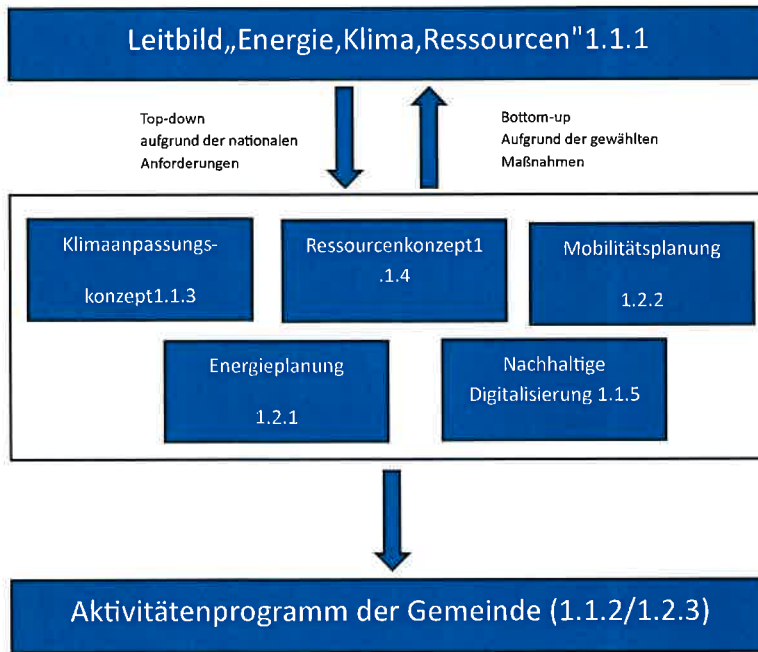 Leitbild„Energie,Klima,Ressourcen"1.1.1
Top-down
aufgrund der nationalen
Anforderungen
Bottom-up
Aufgrund der gewählten
Maßnahmen
Klimaanpassungs-
konzept1.1.3
Ressourcenkonzept1
.1.4
Mobilitätsplanung
1.2.2
Energieplanung
1.2.1
Nachhaltige
Digitalisierung 1.1.5
Aktivitätenprogramm der Gemeinde (1.1.2/1.2.3)